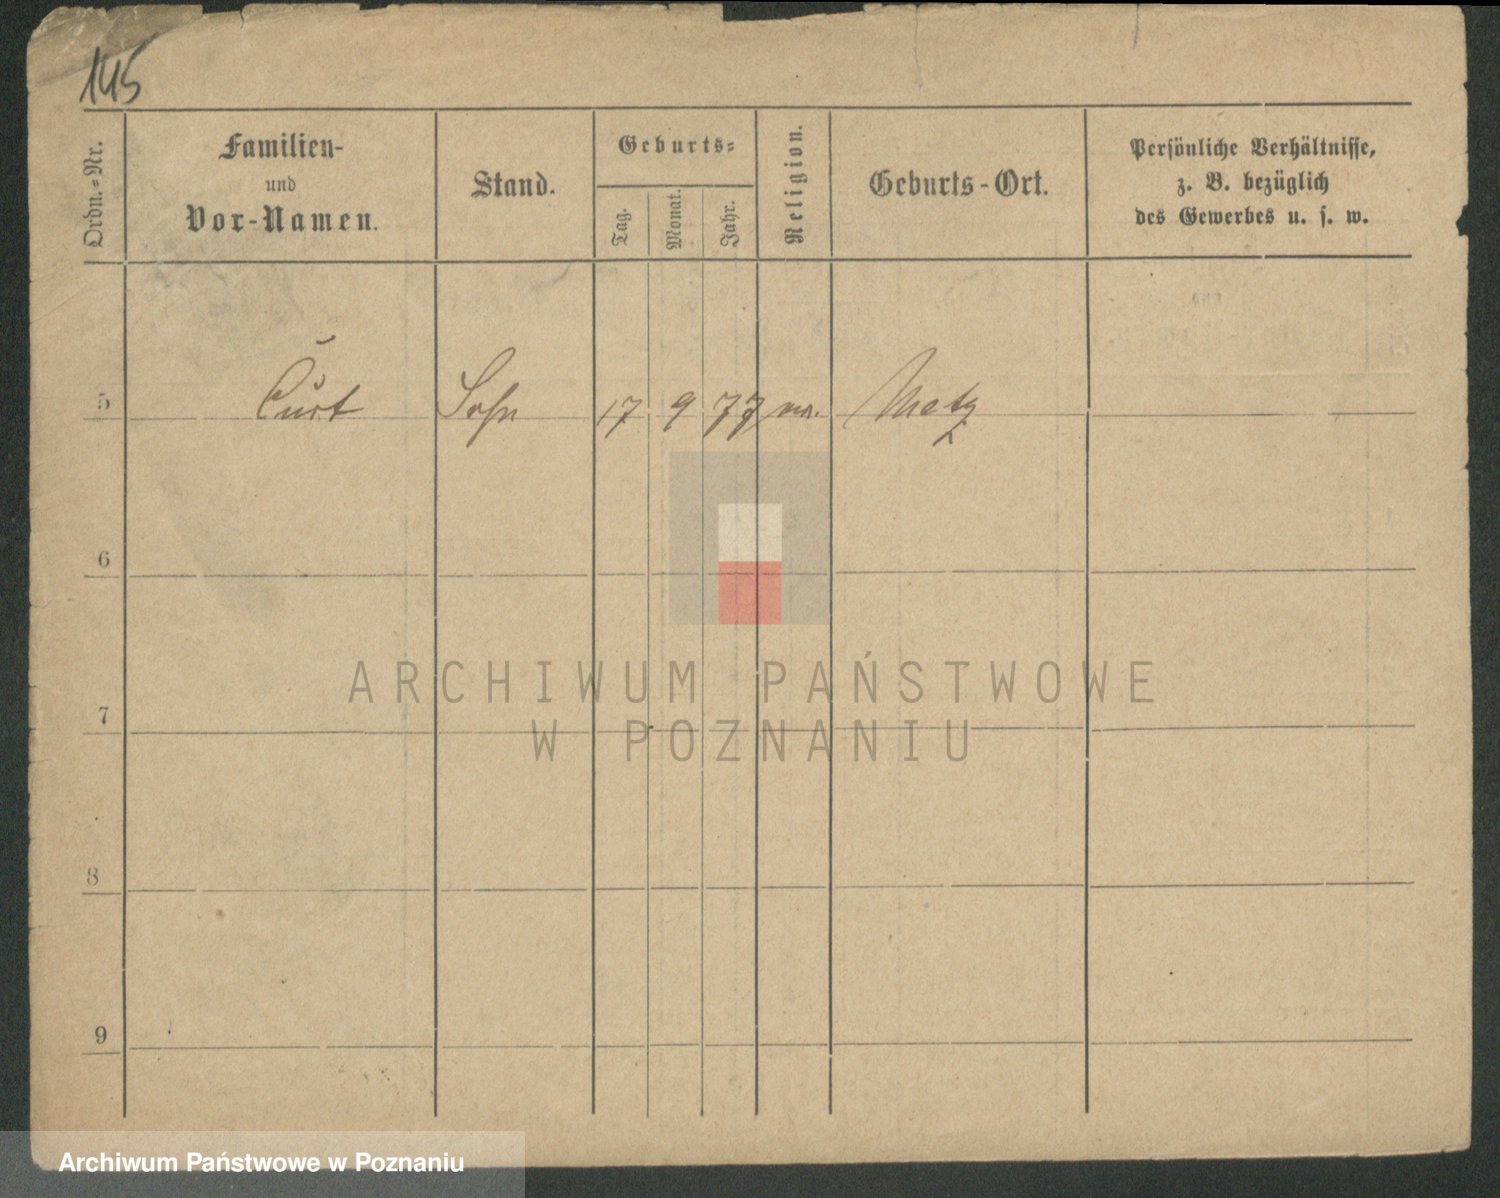 145
Ordn.-Nr.
Familien-
und
Vor-Namen.
Stand.
Geburts-
Tag.
Monat.
Jahr.
Religion.
Geburts-Ort.
Persönliche Verhältnisse,
z. B. bezüglich
des Gewerbes u. s. w.
5 Curt Sohn 17 9 77 Metz
6
7
8
9
ARCHIWUM PAŃSTWOWE
W POZNANIU
Archiwum Państwowe w Poznaniu